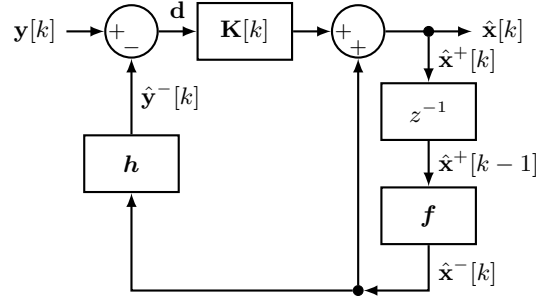 y[k]
+
−
d
K[k]
+
+
x̂[k]
x̂⁺[k]
ŷ⁻[k]
z⁻¹
h
x̂⁺[k − 1]
f
x̂⁻[k]